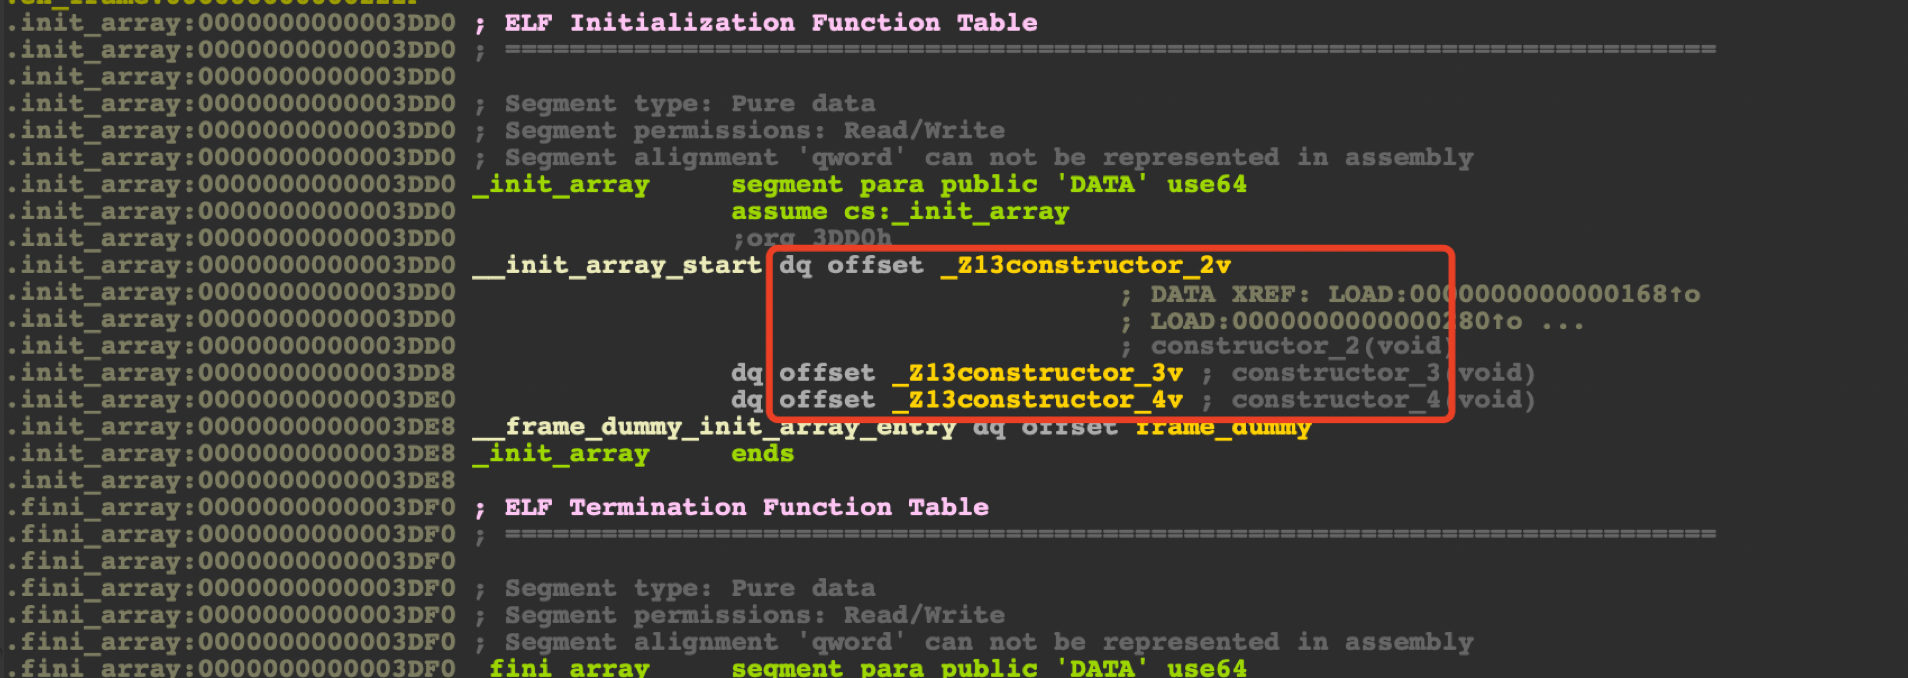 .init_array:0000000000003DD0 ; ELF Initialization Function Table
.init_array:0000000000003DD0 ; ===========================================================================
.init_array:0000000000003DD0
.init_array:0000000000003DD0 ; Segment type: Pure data
.init_array:0000000000003DD0 ; Segment permissions: Read/Write
.init_array:0000000000003DD0 ; Segment alignment 'qword' can not be represented in assembly
.init_array:0000000000003DD0 _init_array segment para public 'DATA' use64
.init_array:0000000000003DD0 assume cs:_init_array
.init_array:0000000000003DD0 ;org 3DD0h
.init_array:0000000000003DD0 __init_array_start dq offset _Z13constructor_2v
.init_array:0000000000003DD0 ; DATA XREF: LOAD:0000000000000168↑o
.init_array:0000000000003DD0 ; LOAD:0000000000000280↑o ...
.init_array:0000000000003DD0 ; constructor_2(void)
.init_array:0000000000003DD8 dq offset _Z13constructor_3v ; constructor_3(void)
.init_array:0000000000003DE0 dq offset _Z13constructor_4v ; constructor_4(void)
.init_array:0000000000003DE8 __frame_dummy_init_array_entry dq offset frame_dummy
.init_array:0000000000003DE8 _init_array ends
.init_array:0000000000003DE8
.fini_array:0000000000003DF0 ; ELF Termination Function Table
.fini_array:0000000000003DF0 ; ===========================================================================
.fini_array:0000000000003DF0
.fini_array:0000000000003DF0 ; Segment type: Pure data
.fini_array:0000000000003DF0 ; Segment permissions: Read/Write
.fini_array:0000000000003DF0 ; Segment alignment 'qword' can not be represented in assembly
.fini_array:0000000000003DF0 _fini_array segment para public 'DATA' use64